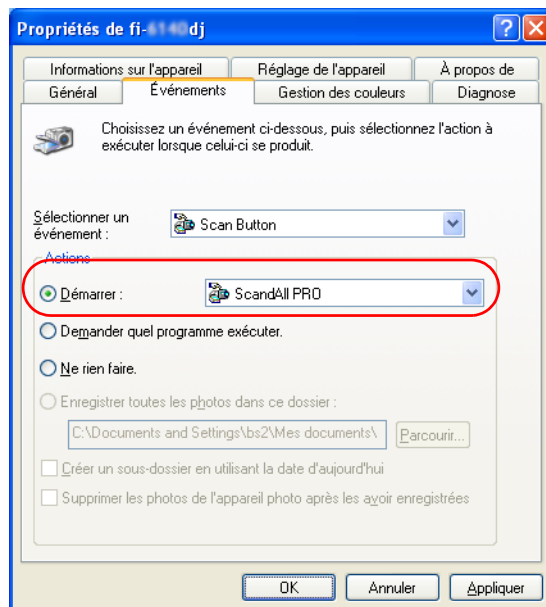 Propriétés de fi- dj
Informations sur l'appareil
Réglage de l'appareil
À propos de
Général
Événements
Gestion des couleurs
Diagnose
Choisissez un événement ci-dessous, puis sélectionnez l'action à
exécuter lorsque celui-ci se produit.
Sélectionner un
événement :
Scan Button
Actions
Démarrer :
ScandAll PRO
Demander quel programme exécuter.
Ne rien faire.
Enregistrer toutes les photos dans ce dossier :
C:\Documents and Settings\bs2\Mes documents\
Parcourir...
Créer un sous-dossier en utilisant la date d'aujourd'hui
Supprimer les photos de l'appareil photo après les avoir enregistrées
OK
Annuler
Appliquer